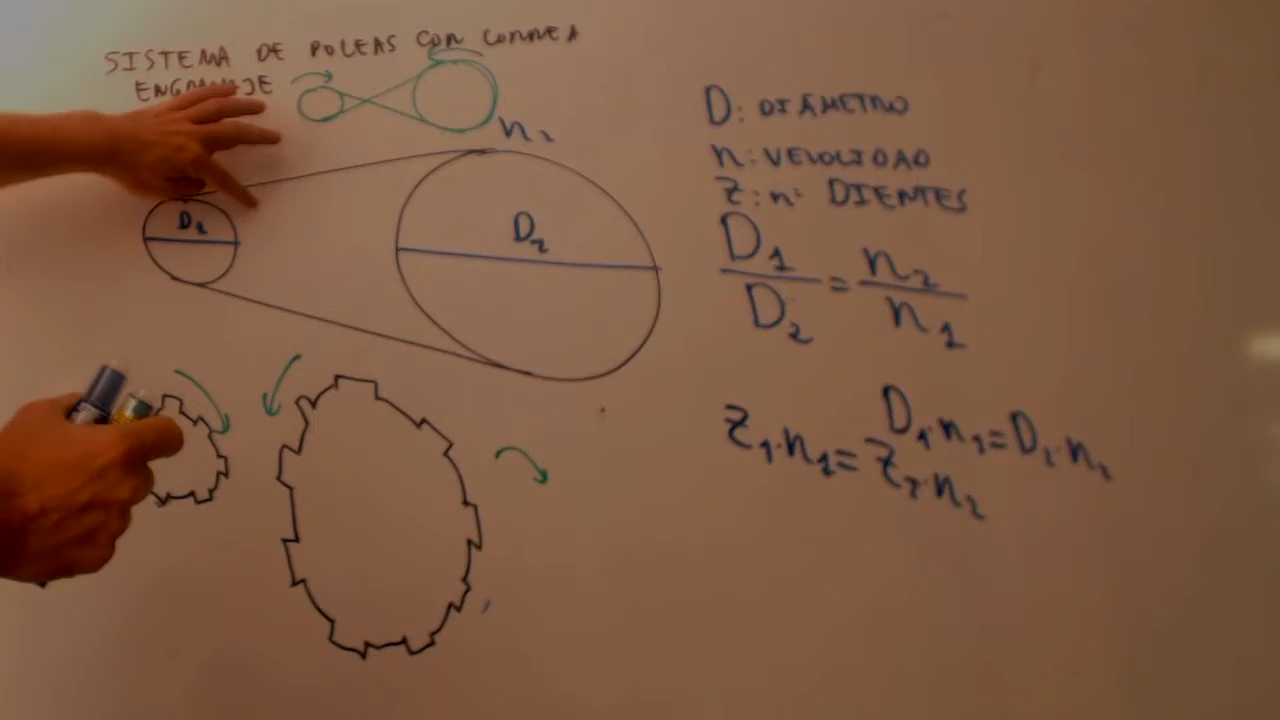 SISTEMA DE POLEAS CON CORREA
n₂
D₁
D₂
D: DIÁMETRO
n: VELOCIDAD
Z: nº DIENTES
D₁/D₂ = n₂/n₁
D₁·n₁=D₂·n₂
Z₁·n₁=Z₂·n₂